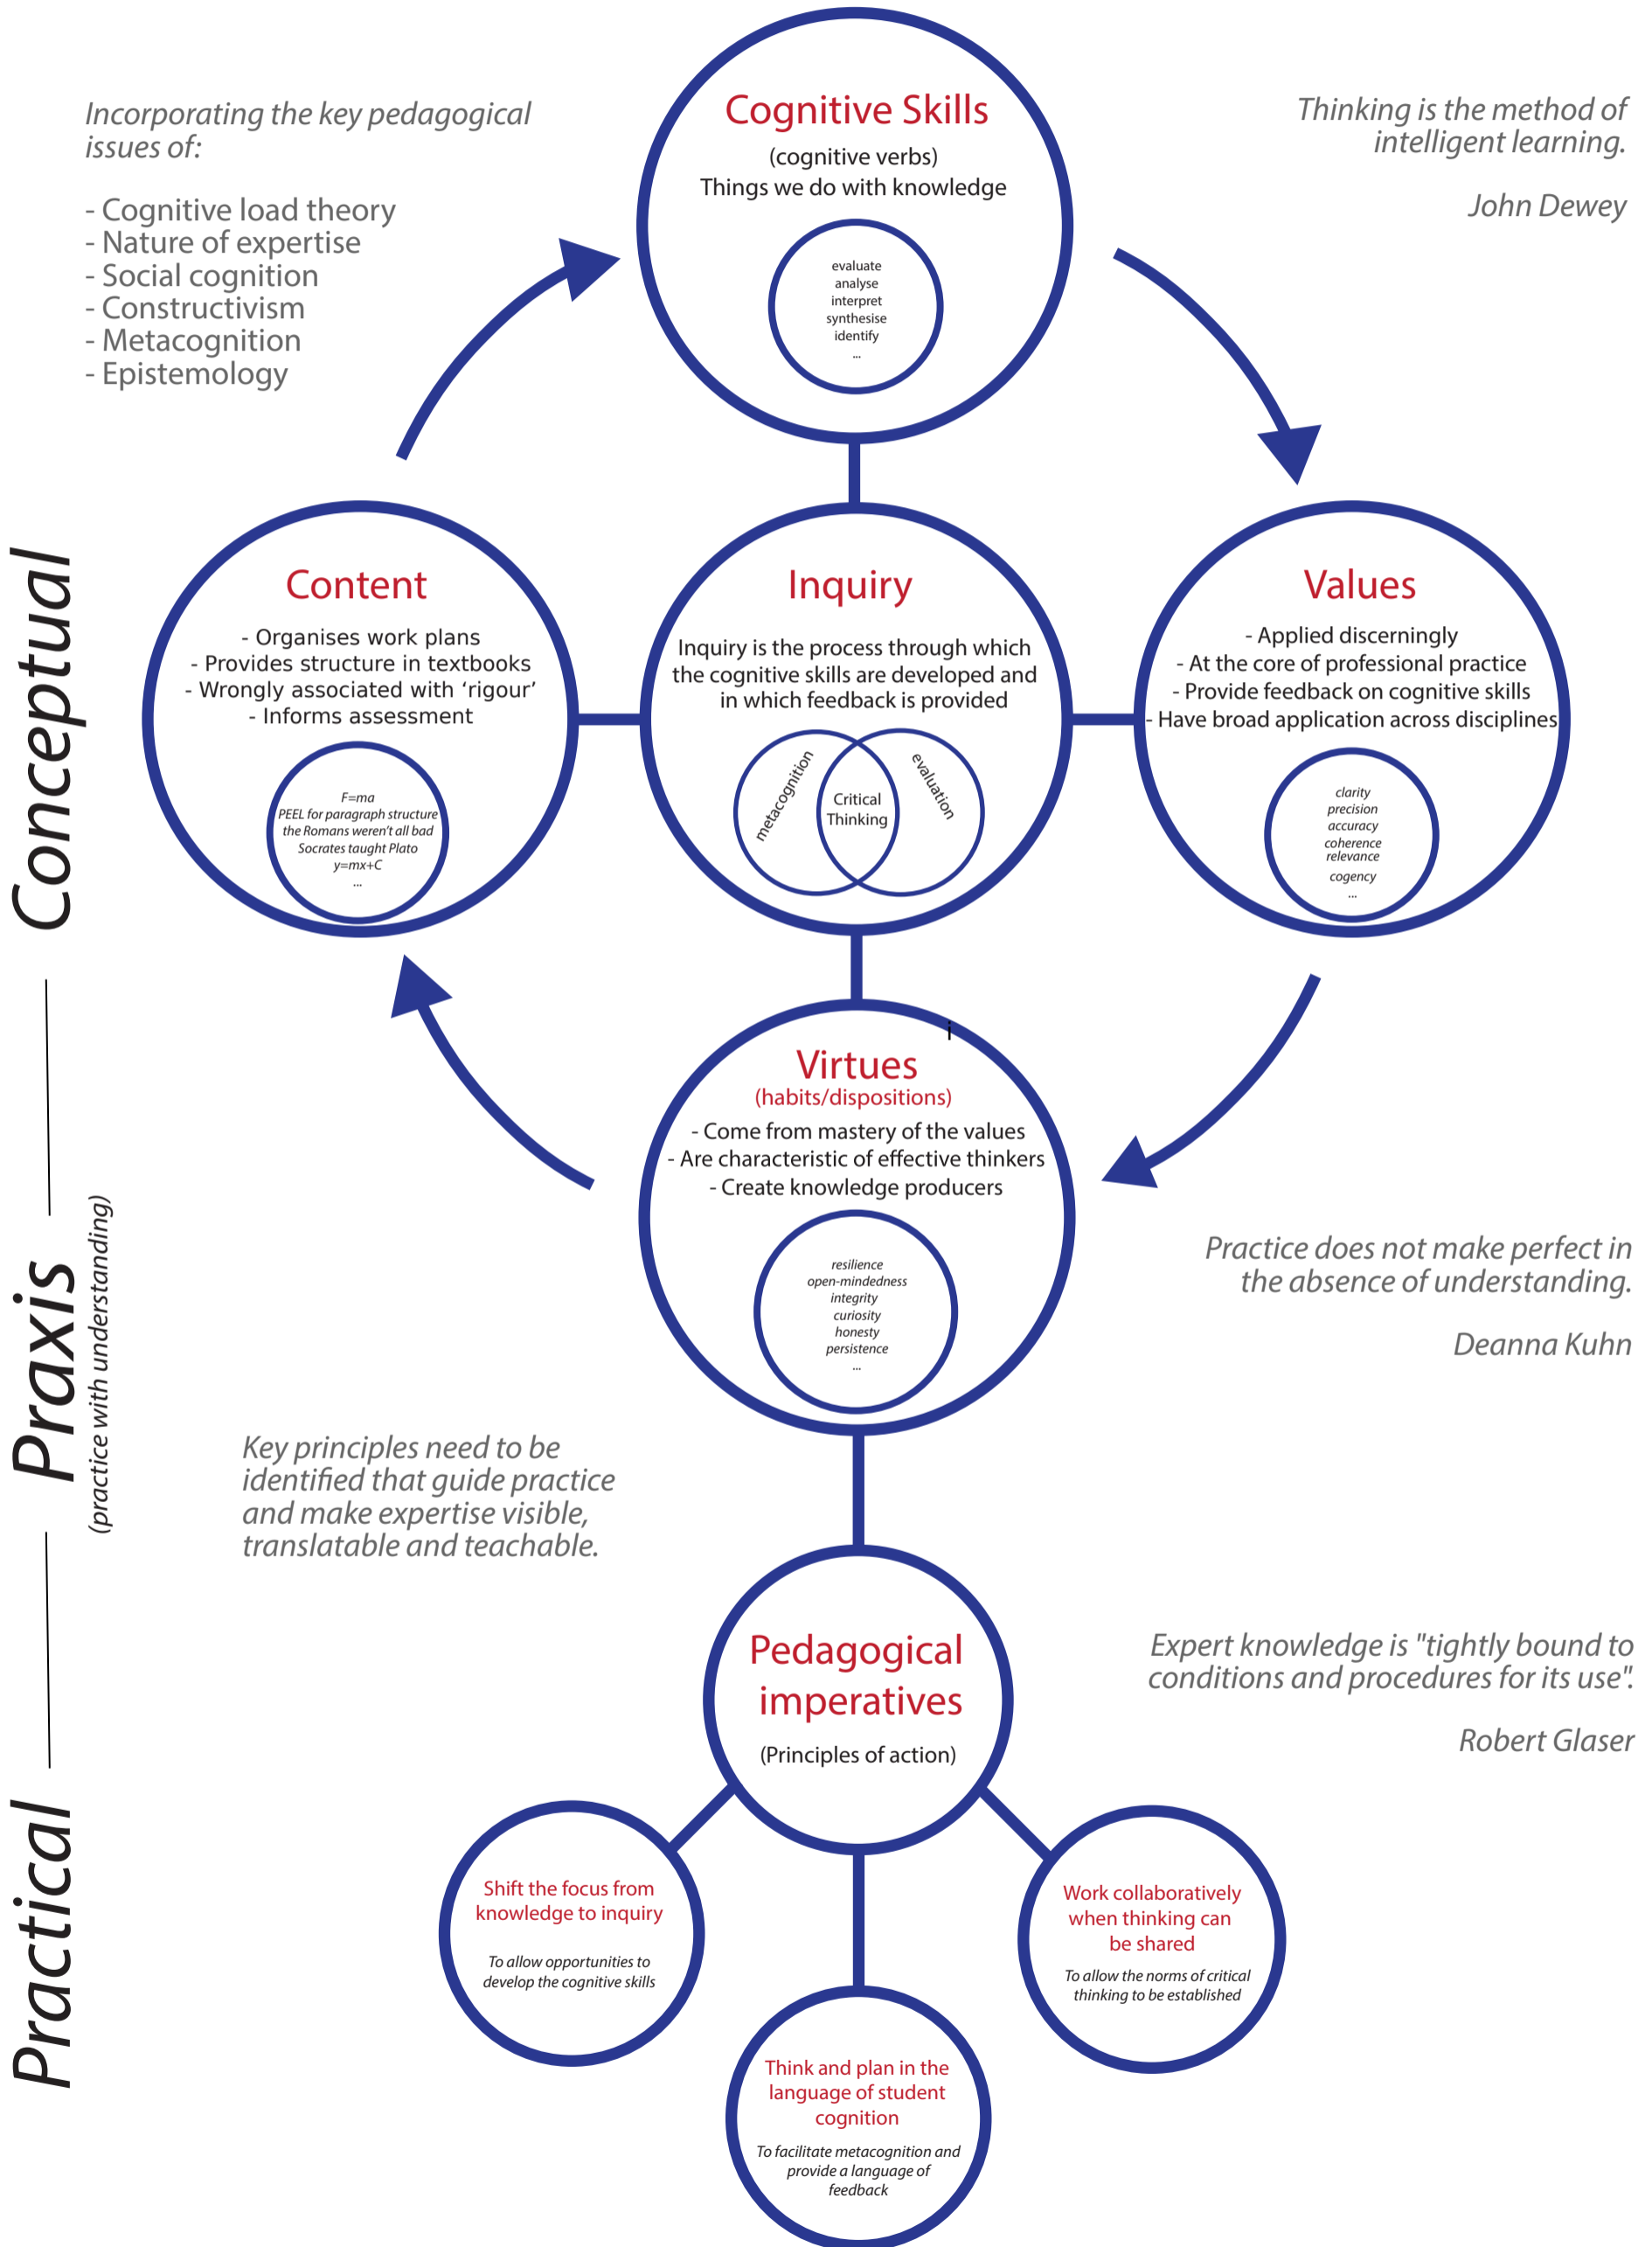 Incorporating the key pedagogical
issues of:
- Cognitive load theory
- Nature of expertise
- Social cognition
- Constructivism
- Metacognition
- Epistemology
Cognitive Skills
(cognitive verbs)
Things we do with knowledge
evaluate
analyse
interpret
synthesise
identify
...
Thinking is the method of
intelligent learning.
John Dewey
Conceptual
Content
- Organises work plans
- Provides structure in textbooks
- Wrongly associated with ‘rigour’
- Informs assessment
F=ma
PEEL for paragraph structure
the Romans weren’t all bad
Socrates taught Plato
y=mx+C
...
Inquiry
Inquiry is the process through which
the cognitive skills are developed and
in which feedback is provided
metacognition
Critical
Thinking
evaluation
Values
- Applied discerningly
- At the core of professional practice
- Provide feedback on cognitive skills
- Have broad application across disciplines
clarity
precision
accuracy
coherence
relevance
cogency
...
Praxis
(practice with understanding)
i
Virtues
(habits/dispositions)
- Come from mastery of the values
- Are characteristic of effective thinkers
- Create knowledge producers
resilience
open-mindedness
integrity
curiosity
honesty
persistence
...
Practice does not make perfect in
the absence of understanding.
Deanna Kuhn
Key principles need to be
identified that guide practice
and make expertise visible,
translatable and teachable.
Practical
Pedagogical
imperatives
(Principles of action)
Expert knowledge is "tightly bound to
conditions and procedures for its use".
Robert Glaser
Shift the focus from
knowledge to inquiry
To allow opportunities to
develop the cognitive skills
Work collaboratively
when thinking can
be shared
To allow the norms of critical
thinking to be established
Think and plan in the
language of student
cognition
To facilitate metacognition and
provide a language of
feedback